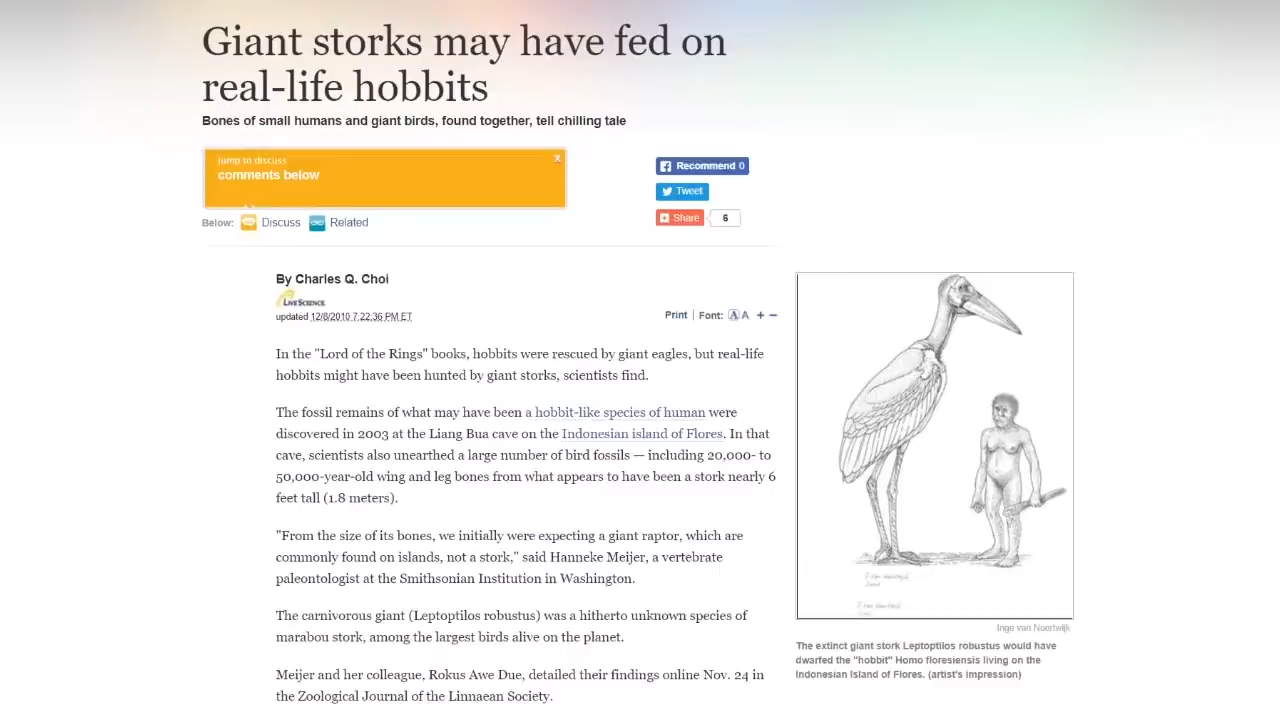 Giant storks may have fed on
real-life hobbits
Bones of small humans and giant birds, found together, tell chilling tale
jump to discuss
comments below
x
Below: Discuss Related
Recommend 0
Tweet
Share 6
By Charles Q. Choi
LiveScience
updated 12/8/2010 7:22:36 PM ET
Print | Font: A A + −
In the "Lord of the Rings" books, hobbits were rescued by giant eagles, but real-life
hobbits might have been hunted by giant storks, scientists find.
The fossil remains of what may have been a hobbit-like species of human were
discovered in 2003 at the Liang Bua cave on the Indonesian island of Flores. In that
cave, scientists also unearthed a large number of bird fossils — including 20,000- to
50,000-year-old wing and leg bones from what appears to have been a stork nearly 6
feet tall (1.8 meters).
"From the size of its bones, we initially were expecting a giant raptor, which are
commonly found on islands, not a stork," said Hanneke Meijer, a vertebrate
paleontologist at the Smithsonian Institution in Washington.
The carnivorous giant (Leptoptilos robustus) was a hitherto unknown species of
marabou stork, among the largest birds alive on the planet.
Meijer and her colleague, Rokus Awe Due, detailed their findings online Nov. 24 in
the Zoological Journal of the Linnaean Society.
Inge van Noertwijk
The extinct giant stork Leptoptilos robustus would have
dwarfed the "hobbit" Homo floresiensis living on the
Indonesian Island of Flores. (artist's impression)